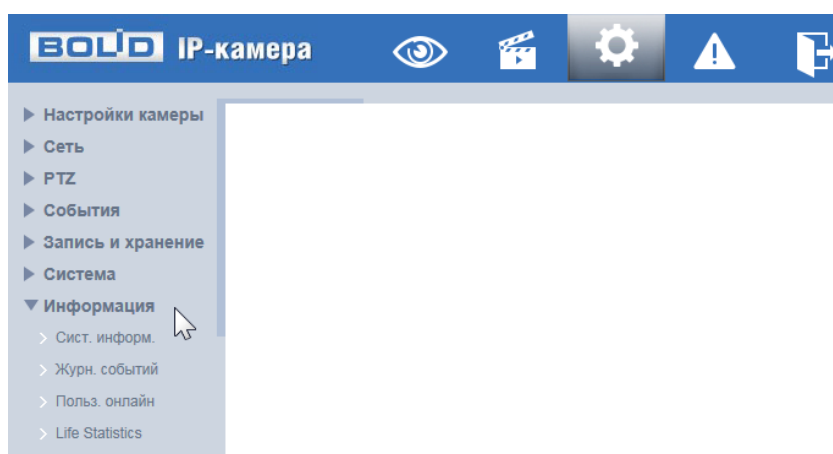 BOLID IP-камера
Настройки камеры
Сеть
PTZ
События
Запись и хранение
Система
Информация
Сист. информ.
Журн. событий
Польз. онлайн
Life Statistics